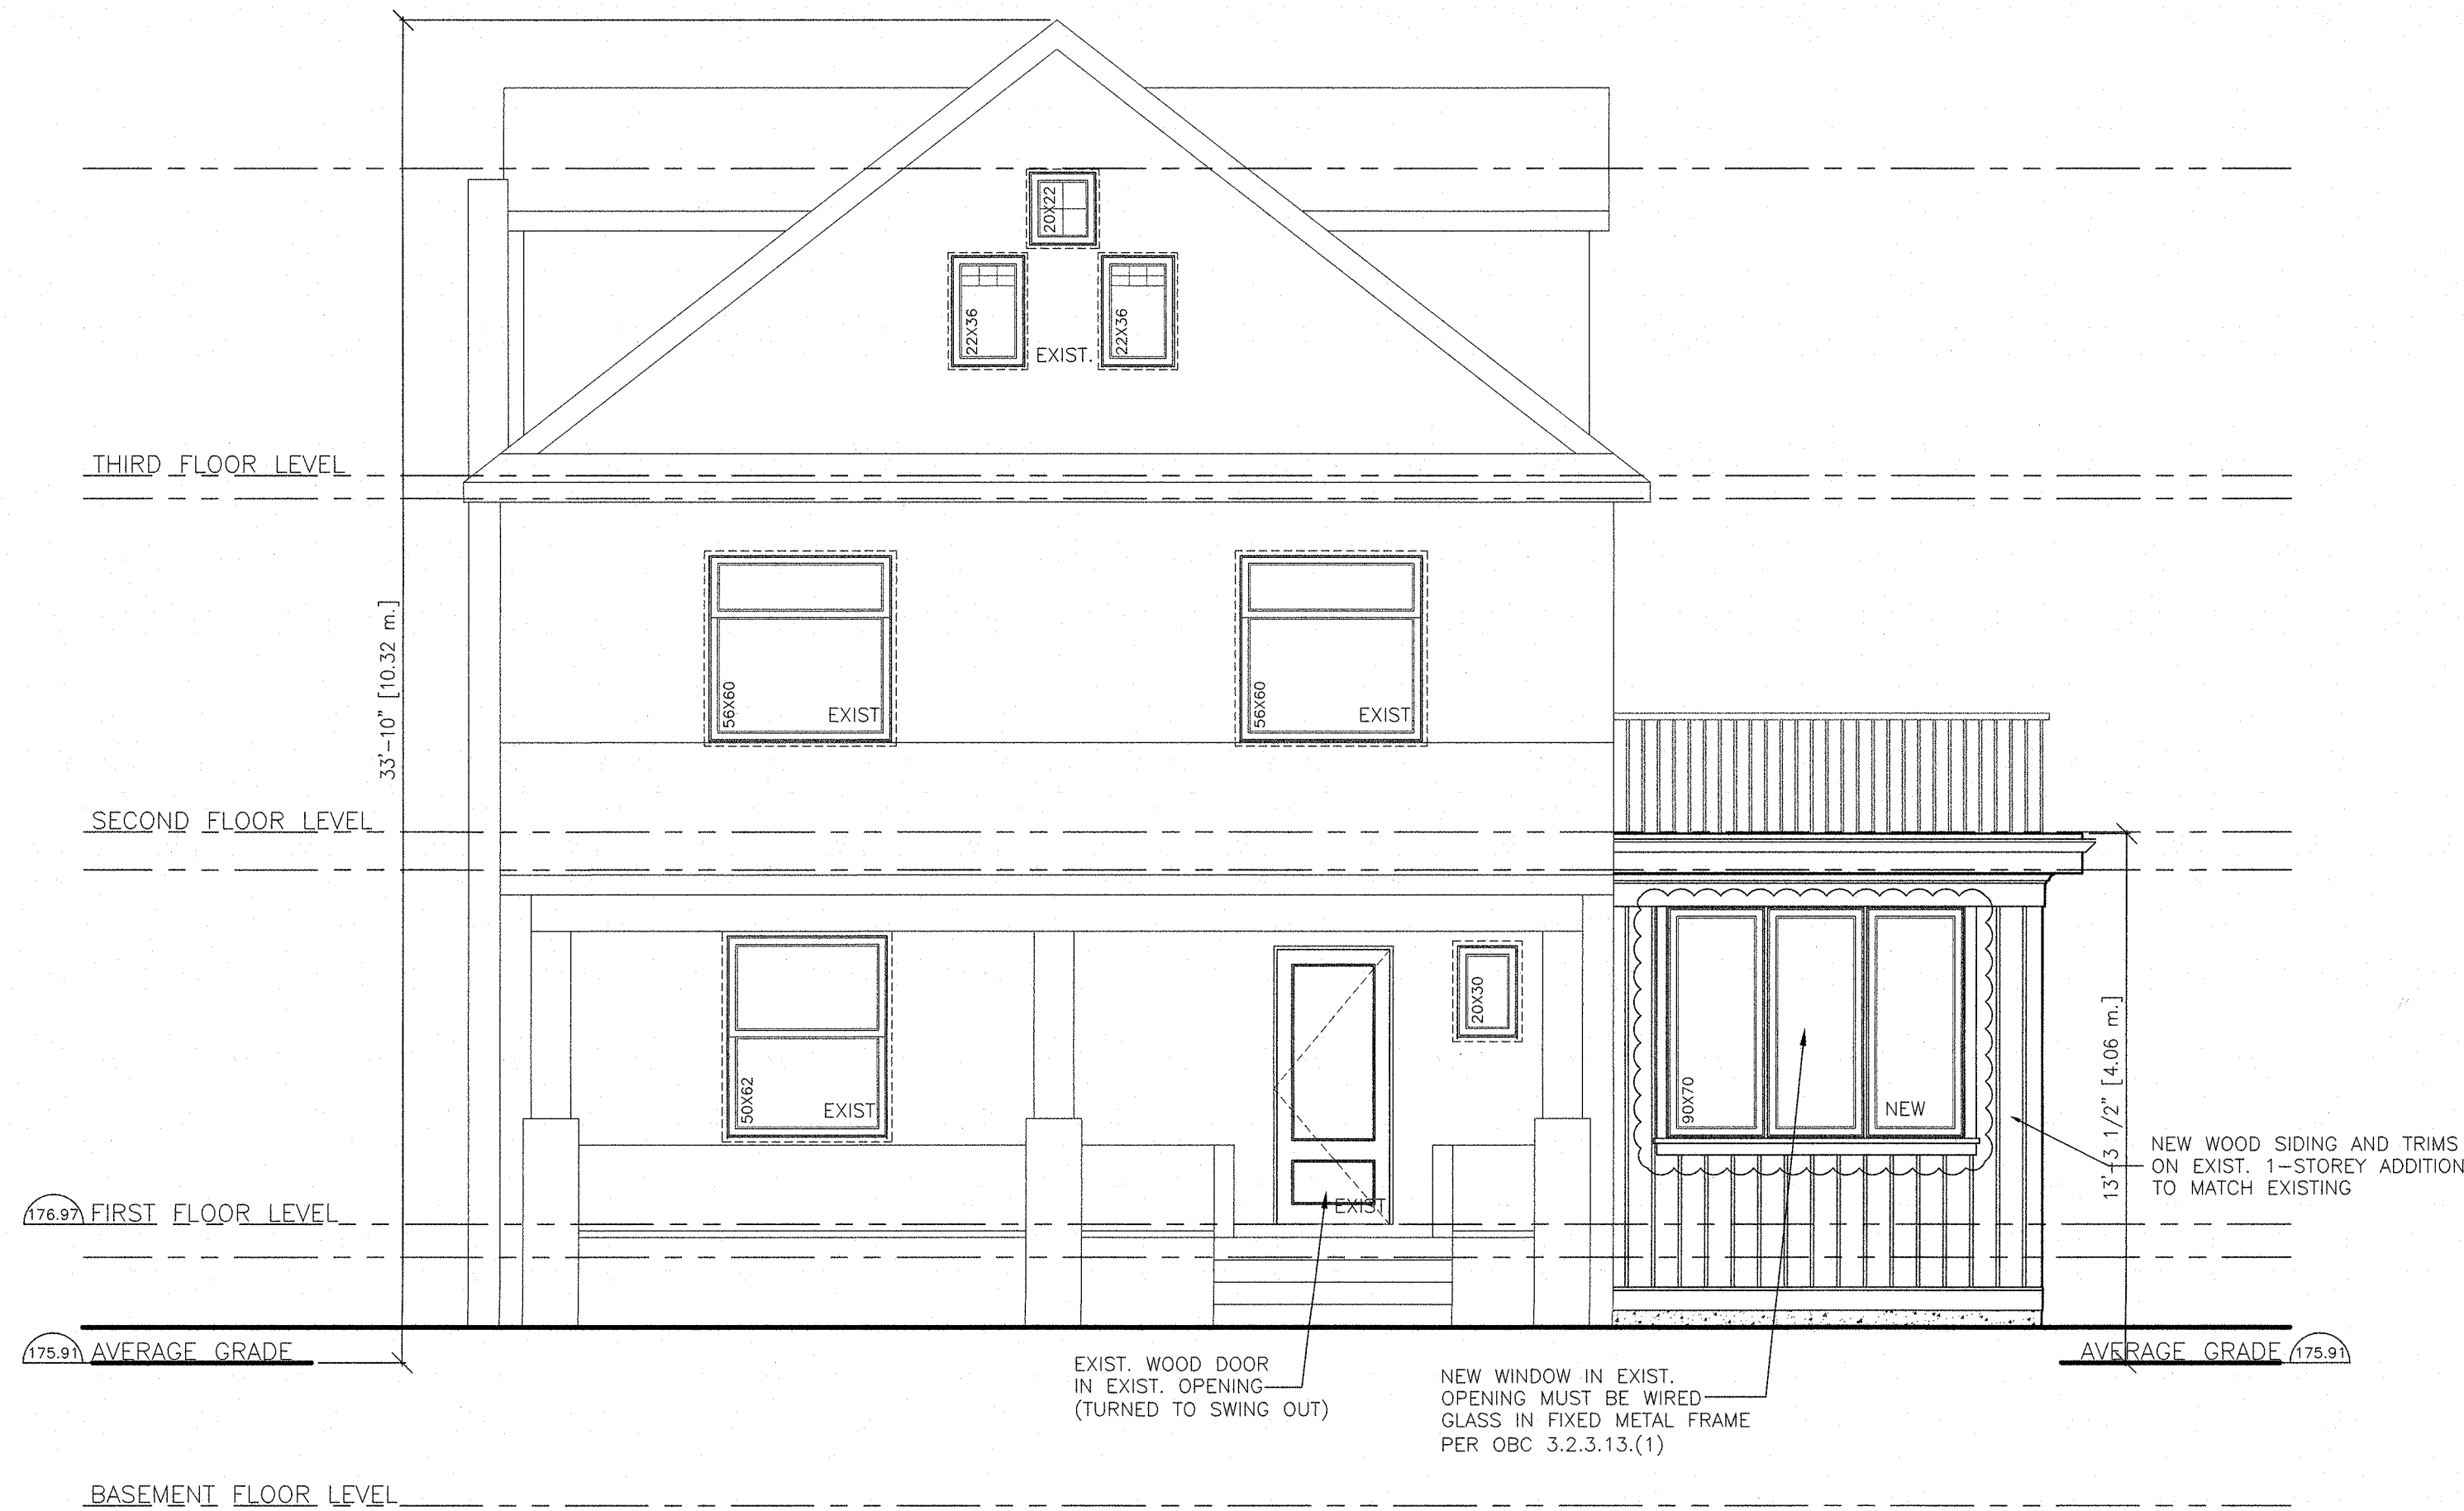 20X22
22X36
22X36
EXIST.
THIRD FLOOR LEVEL
33'-10" [10.32 m.]
56X60
EXIST
56X60
EXIST
SECOND FLOOR LEVEL
50X62
EXIST
20X30
EXIST
90X70
NEW
13'-3 1/2" [4.06 m.]
NEW WOOD SIDING AND TRIMS
ON EXIST. 1-STOREY ADDITION
TO MATCH EXISTING
176.97 FIRST FLOOR LEVEL
175.91 AVERAGE GRADE
AVERAGE GRADE 175.91
EXIST. WOOD DOOR
IN EXIST. OPENING
(TURNED TO SWING OUT)
NEW WINDOW IN EXIST.
OPENING MUST BE WIRED
GLASS IN FIXED METAL FRAME
PER OBC 3.2.3.13.(1)
BASEMENT FLOOR LEVEL